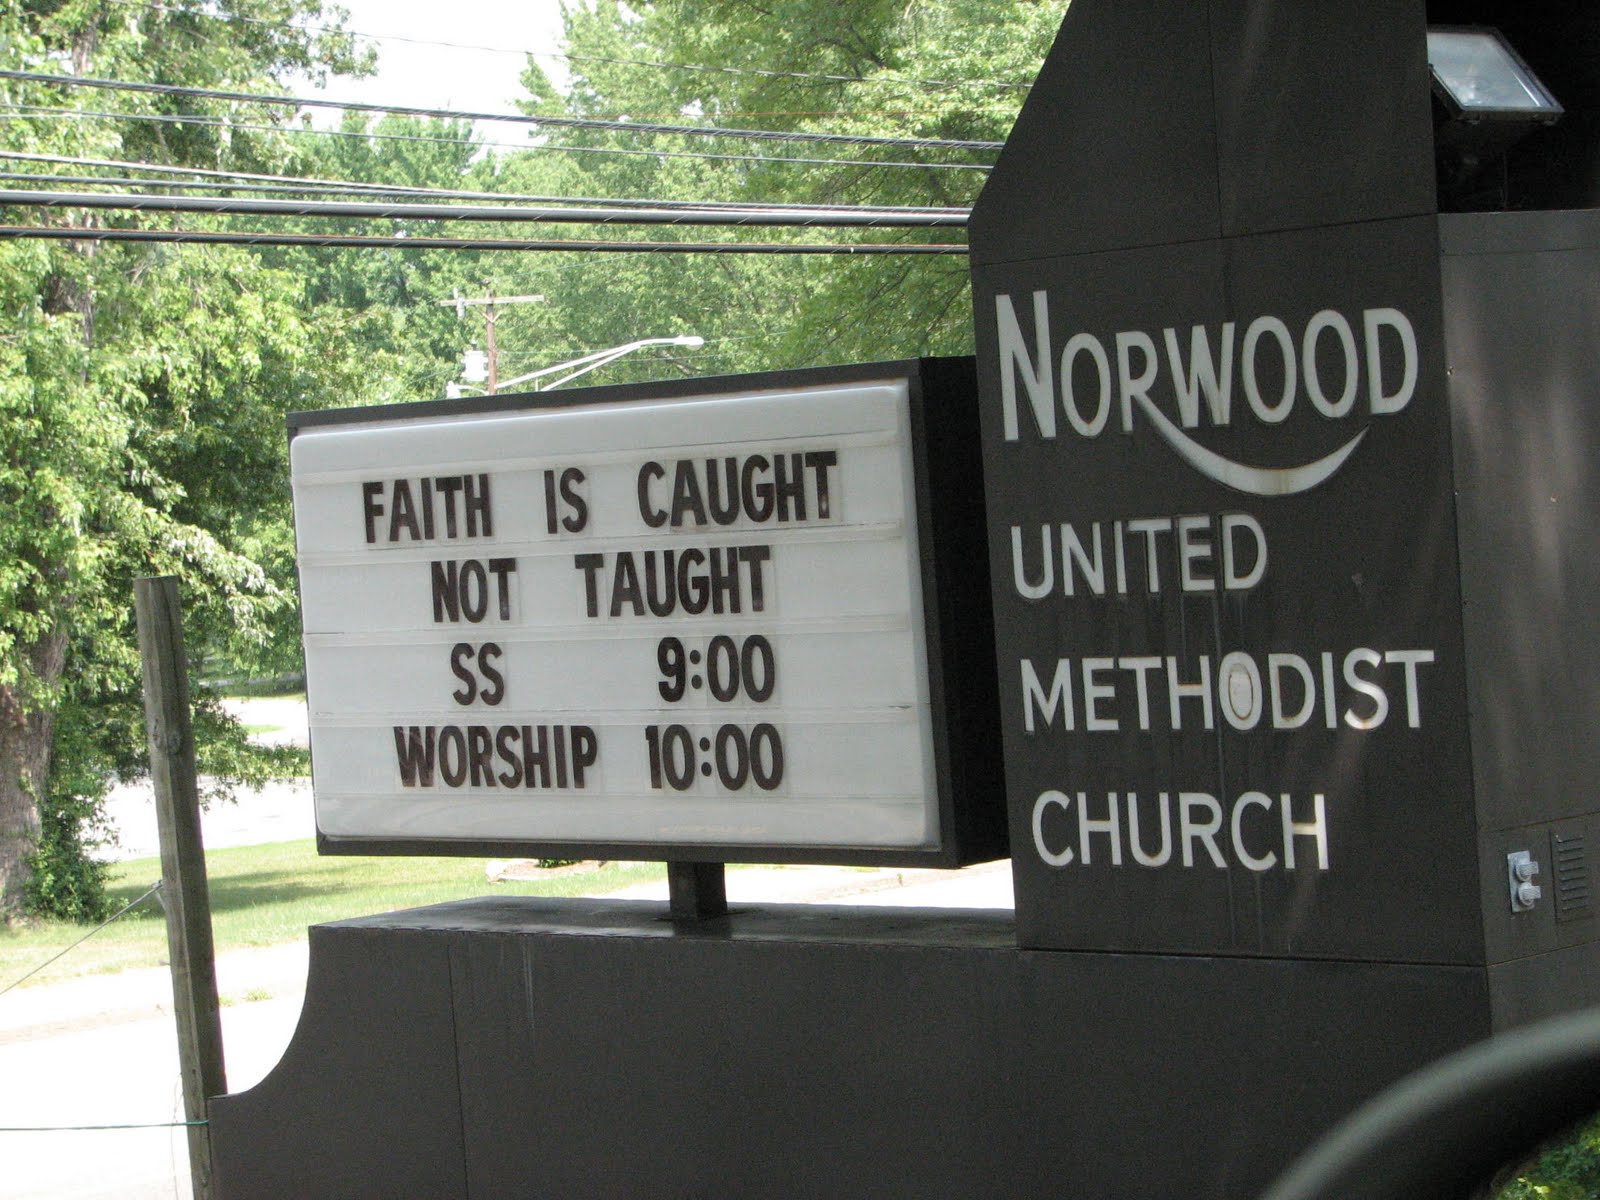 FAITH IS CAUGHT
NOT TAUGHT
SS 9:00
WORSHIP 10:00
NORWOOD
UNITED
METHODIST
CHURCH